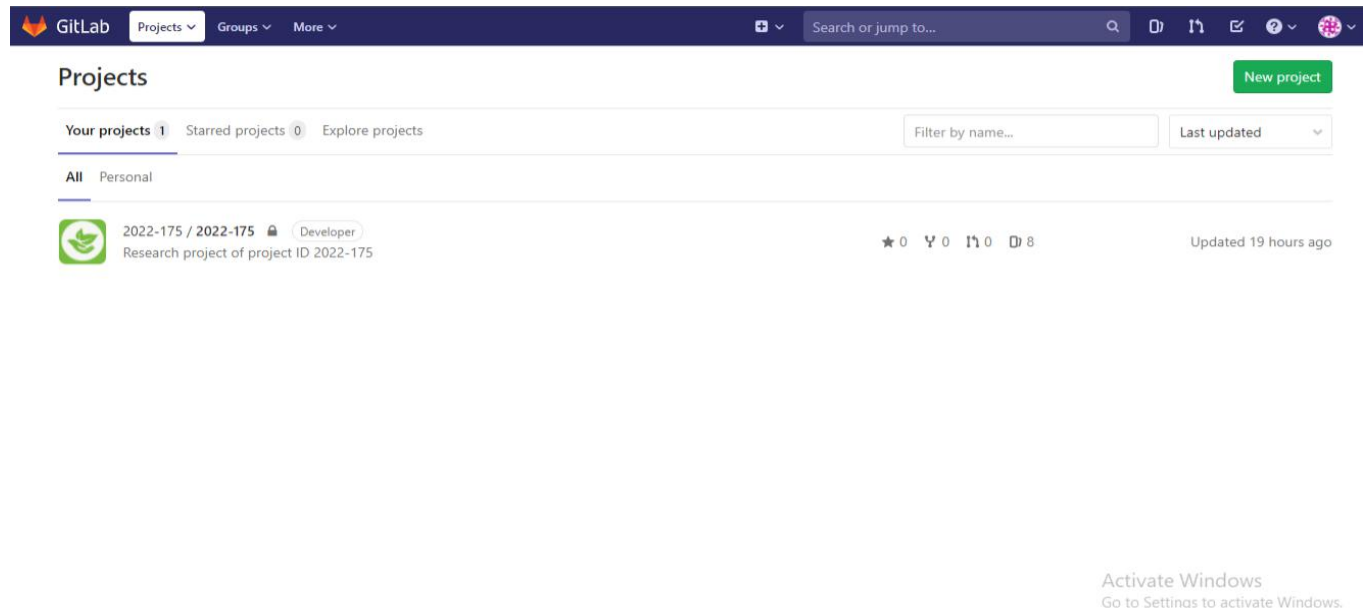 GitLab Projects Groups More Search or jump to...
Projects New project
Your projects 1 Starred projects 0 Explore projects Filter by name... Last updated
All Personal
2022-175 / 2022-175 Developer
Research project of project ID 2022-175
0 0 0 8 Updated 19 hours ago
Activate Windows
Go to Settings to activate Windows.